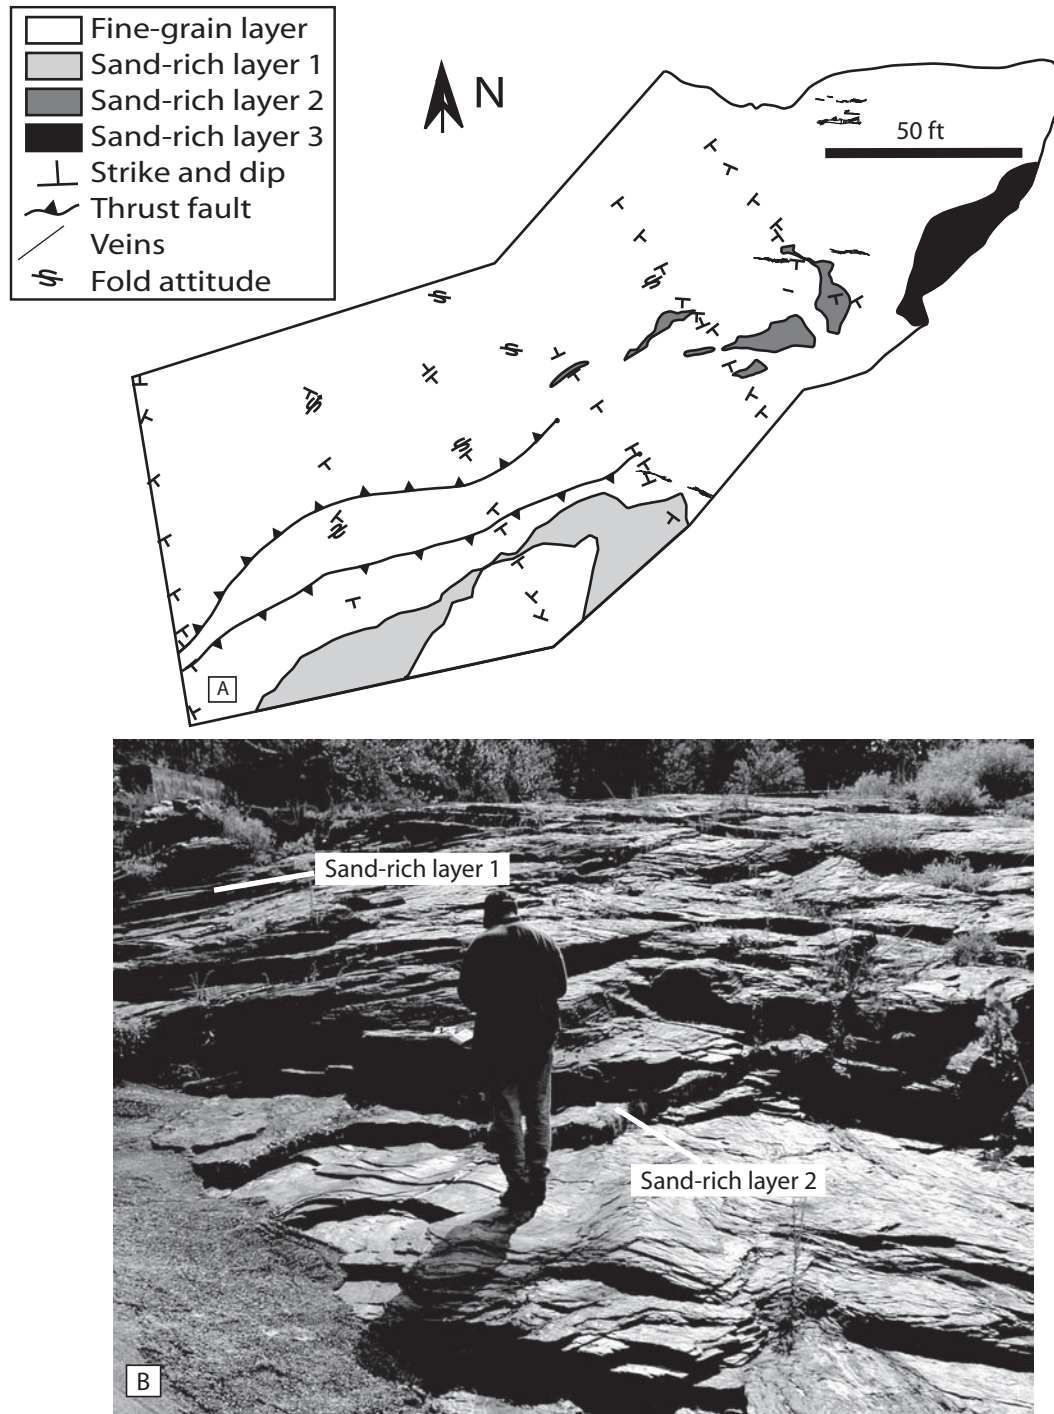 Fine-grain layer
Sand-rich layer 1
Sand-rich layer 2
Sand-rich layer 3
Strike and dip
Thrust fault
Veins
Fold attitude
N
50 ft
A
Sand-rich layer 1
Sand-rich layer 2
B